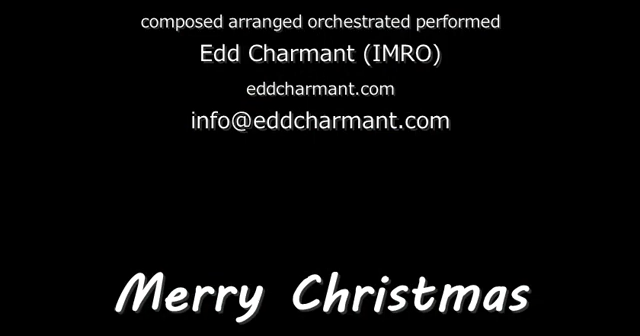 composed arranged orchestrated performed
Edd Charmant (IMRO)
eddcharmant.com
info@eddcharmant.com
Merry Christmas